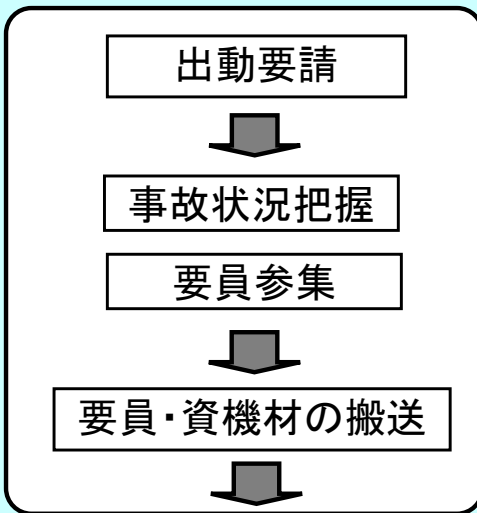 出動要請
事故状況把握
要員参集
要員・資機材の搬送